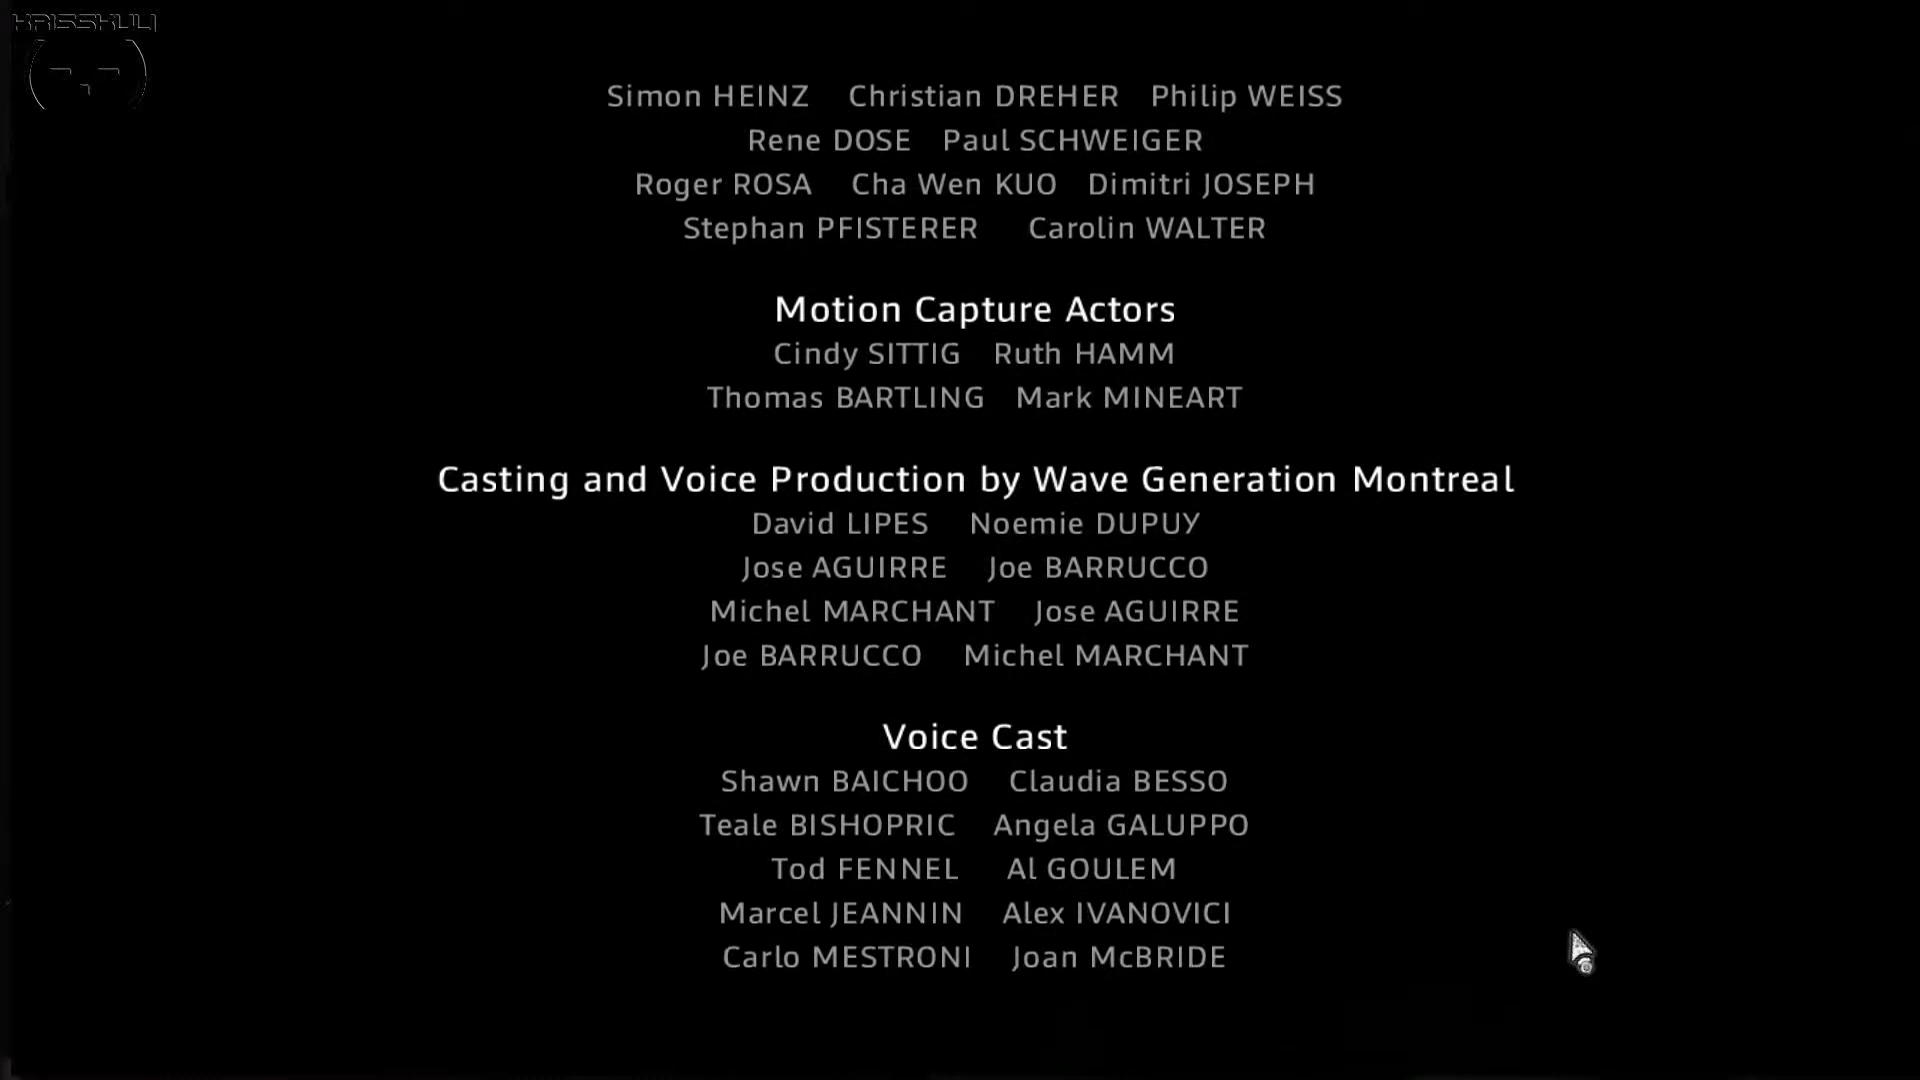 KRISSKULI
Simon HEINZ Christian DREHER Philip WEISS
Rene DOSE Paul SCHWEIGER
Roger ROSA Cha Wen KUO Dimitri JOSEPH
Stephan PFISTERER Carolin WALTER
Motion Capture Actors
Cindy SITTIG Ruth HAMM
Thomas BARTLING Mark MINEART
Casting and Voice Production by Wave Generation Montreal
David LIPES Noemie DUPUY
Jose AGUIRRE Joe BARRUCCO
Michel MARCHANT Jose AGUIRRE
Joe BARRUCCO Michel MARCHANT
Voice Cast
Shawn BAICHOO Claudia BESSO
Teale BISHOPRIC Angela GALUPPO
Tod FENNEL Al GOULEM
Marcel JEANNIN Alex IVANOVICI
Carlo MESTRONI Joan McBRIDE